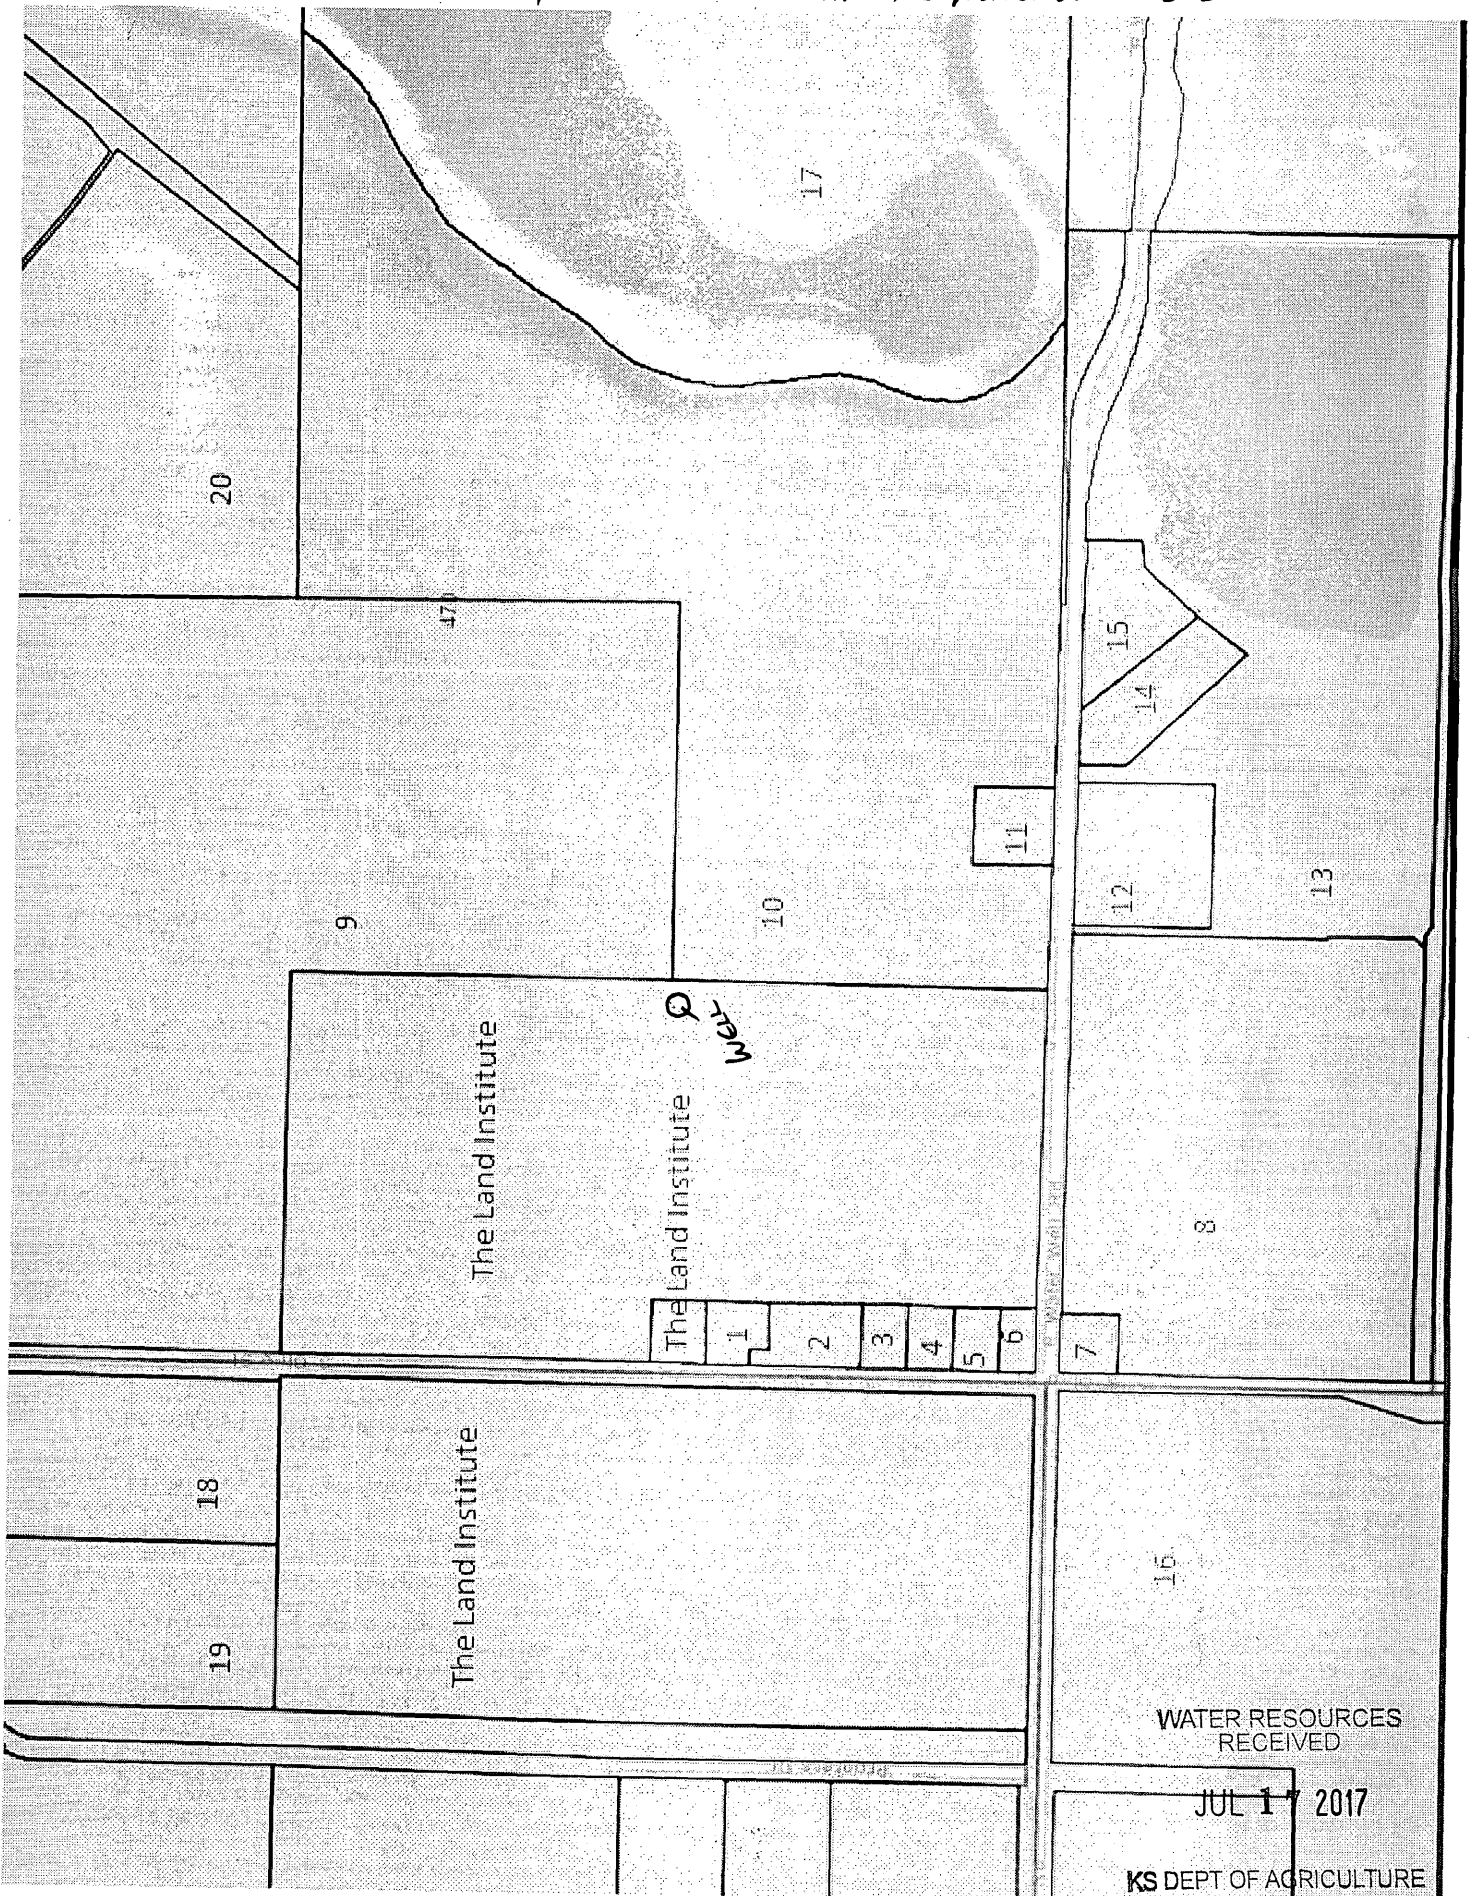 17
20
470
15
14
11
12
13
10
9
WELL
The Land Institute
The Land Institute
8
The Land Institute
1
2
3
4
5
6
7
The Land Institute
18
19
16
WATER RESOURCES
RECEIVED
JUL 17 2017
KS DEPT OF AGRICULTURE